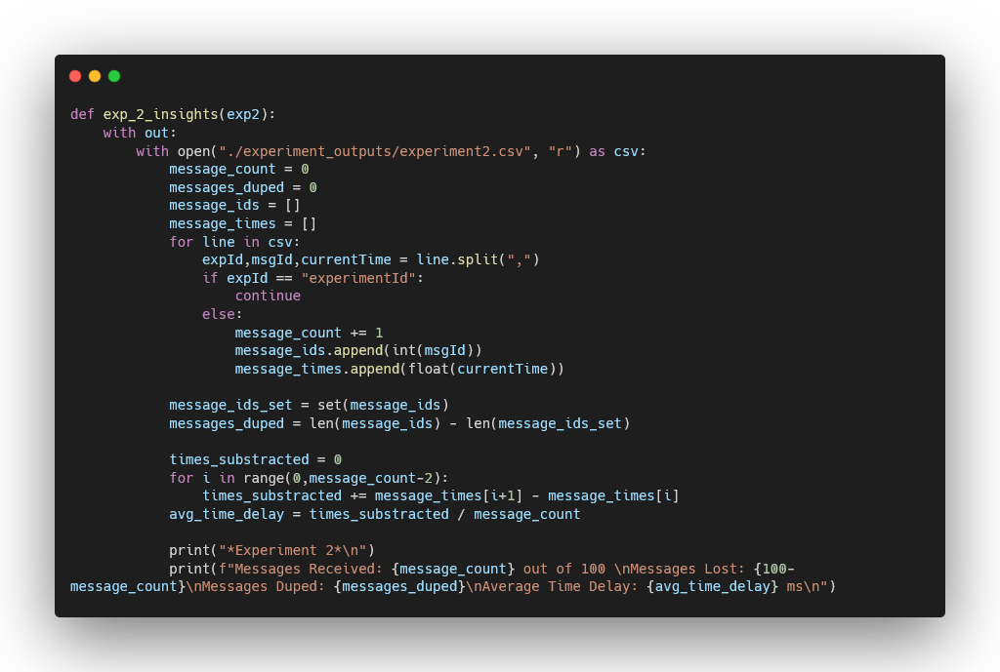 def exp_2_insights(exp2):
    with out:
        with open("./experiment_outputs/experiment2.csv", "r") as csv:
            message_count = 0
            messages_duped = 0
            message_ids = []
            message_times = []
            for line in csv:
                expId,msgId,currentTime = line.split(",")
                if expId == "experimentId":
                    continue
                else:
                    message_count += 1
                    message_ids.append(int(msgId))
                    message_times.append(float(currentTime))

            message_ids_set = set(message_ids)
            messages_duped = len(message_ids) - len(message_ids_set)

            times_substracted = 0
            for i in range(0,message_count-2):
                times_substracted += message_times[i+1] - message_times[i]
            avg_time_delay = times_substracted / message_count

            print("*Experiment 2*\n")
            print(f"Messages Received: {message_count} out of 100 \nMessages Lost: {100-
message_count}\nMessages Duped: {messages_duped}\nAverage Time Delay: {avg_time_delay} ms\n")